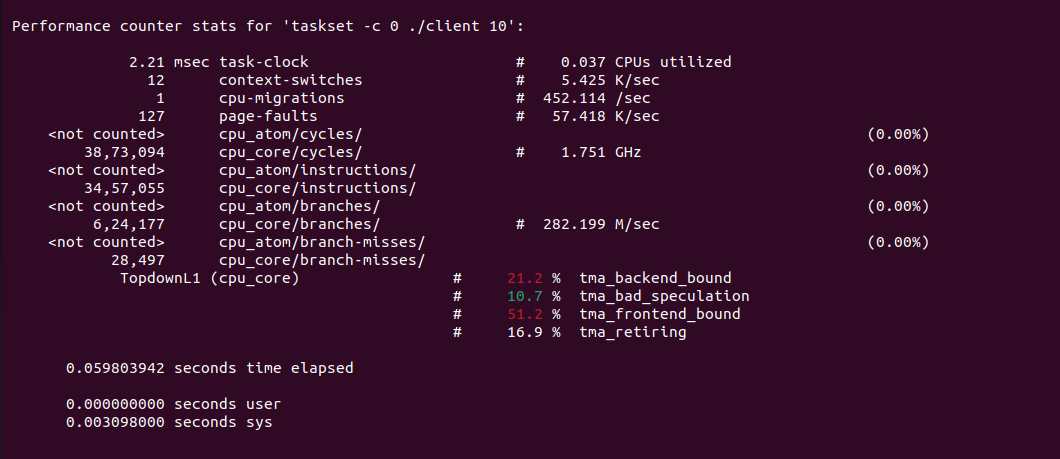 Performance counter stats for 'taskset -c 0 ./client 10':
2.21 msec task-clock # 0.037 CPUs utilized
12 context-switches # 5.425 K/sec
1 cpu-migrations # 452.114 /sec
127 page-faults # 57.418 K/sec
<not counted> cpu_atom/cycles/ (0.00%)
38,73,094 cpu_core/cycles/ # 1.751 GHz
<not counted> cpu_atom/instructions/ (0.00%)
34,57,055 cpu_core/instructions/
<not counted> cpu_atom/branches/ (0.00%)
6,24,177 cpu_core/branches/ # 282.199 M/sec
<not counted> cpu_atom/branch-misses/ (0.00%)
28,497 cpu_core/branch-misses/
TopdownL1 (cpu_core) # 21.2 % tma_backend_bound
# 10.7 % tma_bad_speculation
# 51.2 % tma_frontend_bound
# 16.9 % tma_retiring
0.059803942 seconds time elapsed
0.000000000 seconds user
0.003098000 seconds sys